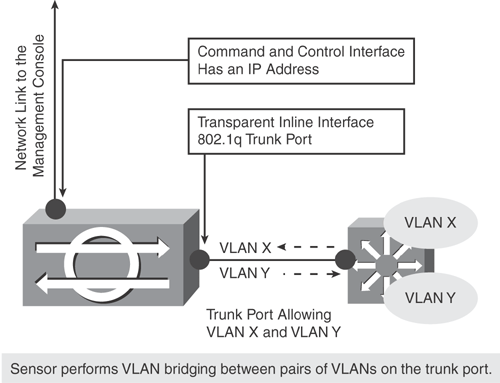 Network Link to the
Management Console
Command and Control Interface
Has an IP Address
Transparent Inline Interface
802.1q Trunk Port
VLAN X
VLAN Y
VLAN X
VLAN Y
Trunk Port Allowing
VLAN X and VLAN Y
Sensor performs VLAN bridging between pairs of VLANs on the trunk port.